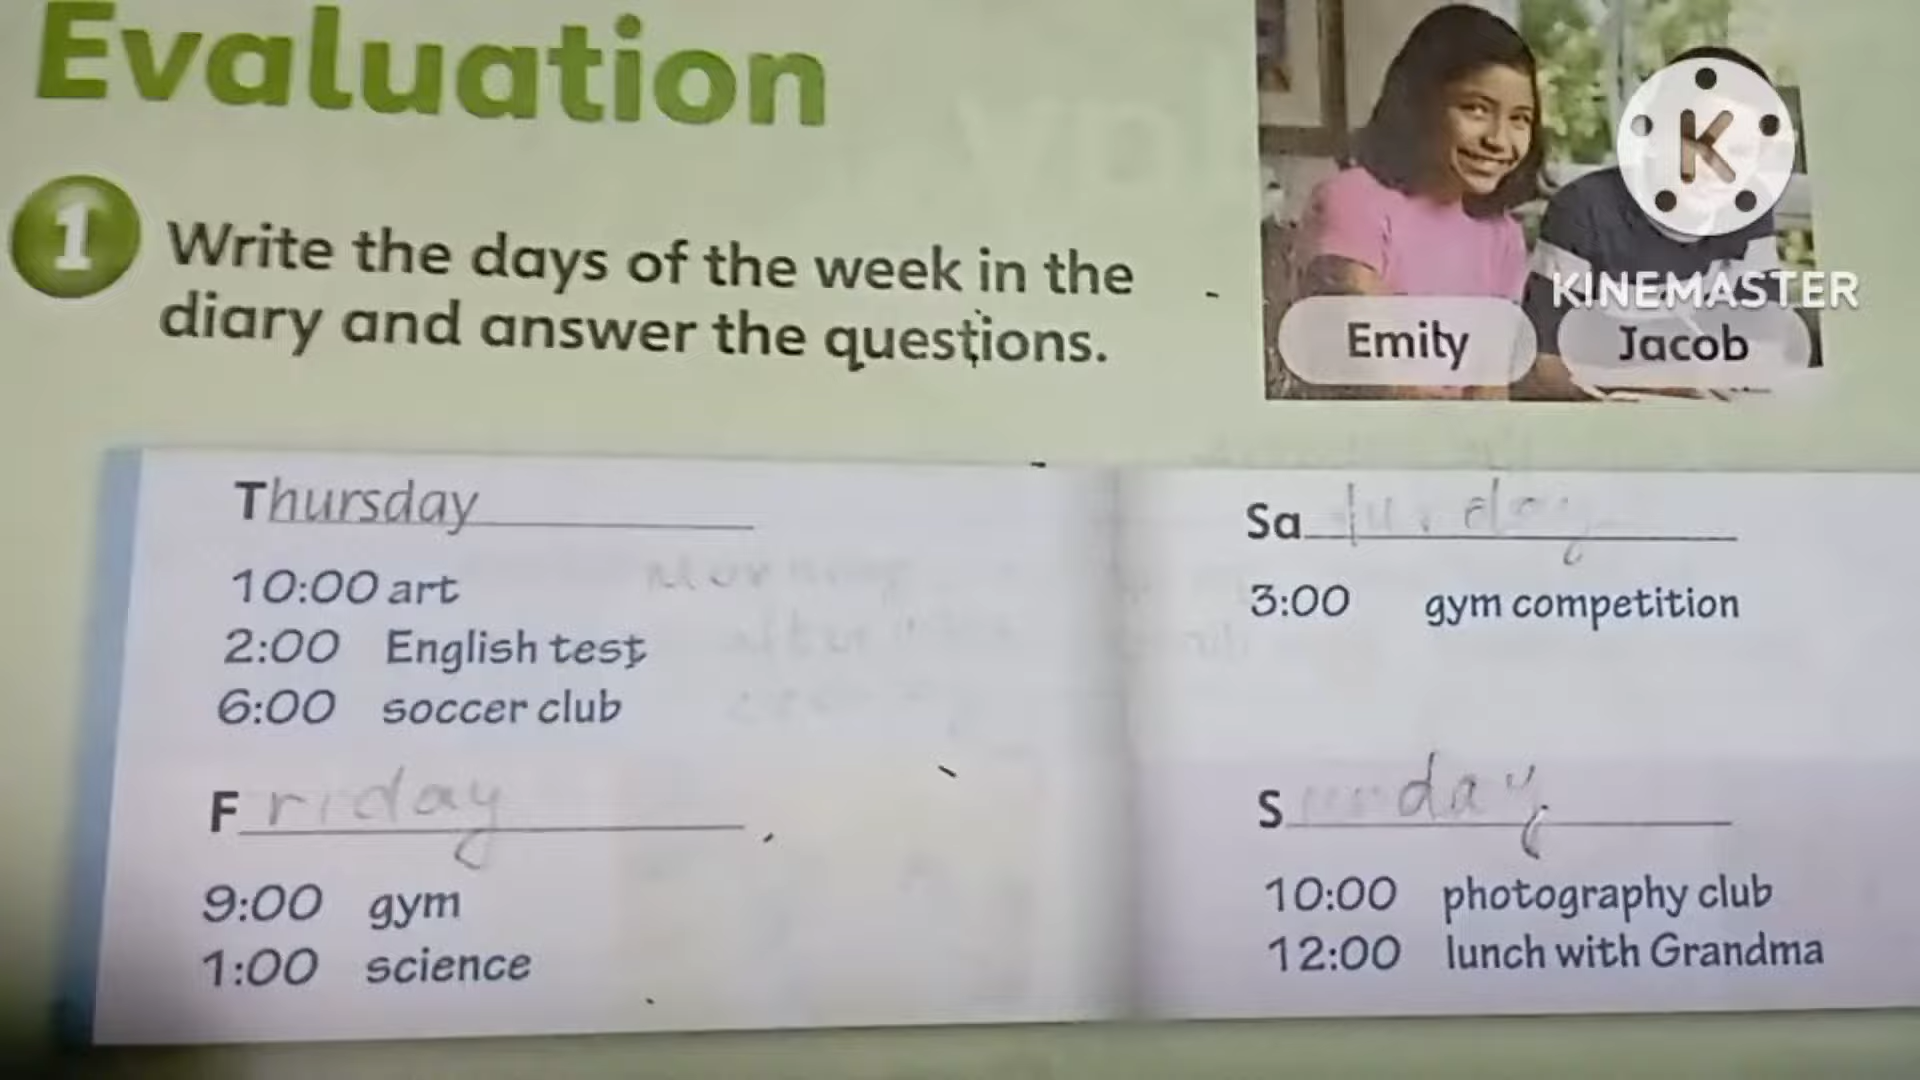 Evaluation
1 Write the days of the week in the
diary and answer the questions.
Emily
Jacob
K
KINEMASTER
Thursday
10:00 art
2:00 English test
6:00 soccer club
Friday
9:00 gym
1:00 science
Saturday
3:00 gym competition
Sunday
10:00 photography club
12:00 lunch with Grandma